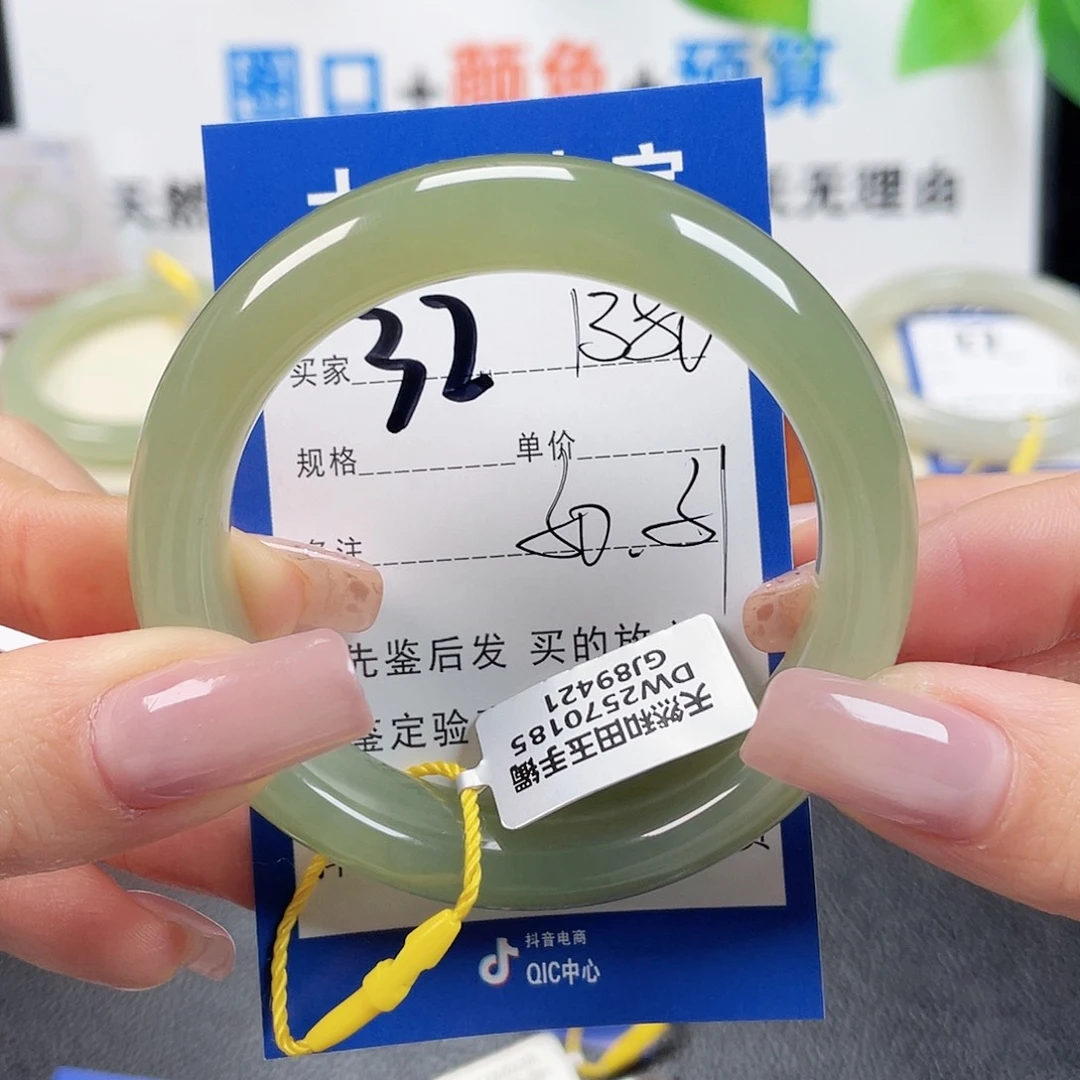 圈口+颜色+预算
天然
天无理由
买家 32 1380
规格 单价
备注
先鉴后发 买的放
鉴定验
天然和田玉手镯
DW2570185
GJ89421
抖音电商
QIC中心